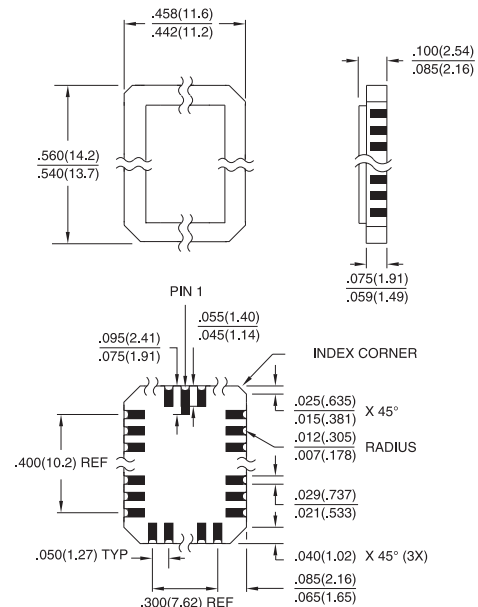 .458(11.6)
.442(11.2)
.100(2.54)
.085(2.16)
.560(14.2)
.540(13.7)
.075(1.91)
.059(1.49)
PIN 1
.055(1.40)
.045(1.14)
.095(2.41)
.075(1.91)
INDEX CORNER
.025(.635)
.015(.381)
X 45°
.012(.305)
.007(.178)
RADIUS
.400(10.2) REF
.029(.737)
.021(.533)
.050(1.27) TYP
.040(1.02) X 45° (3X)
.085(2.16)
.065(1.65)
.300(7.62) REF